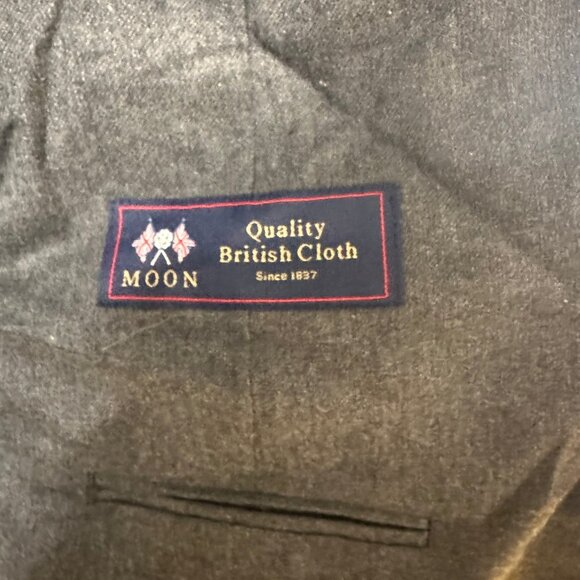 MOON
Quality
British Cloth
Since 1837